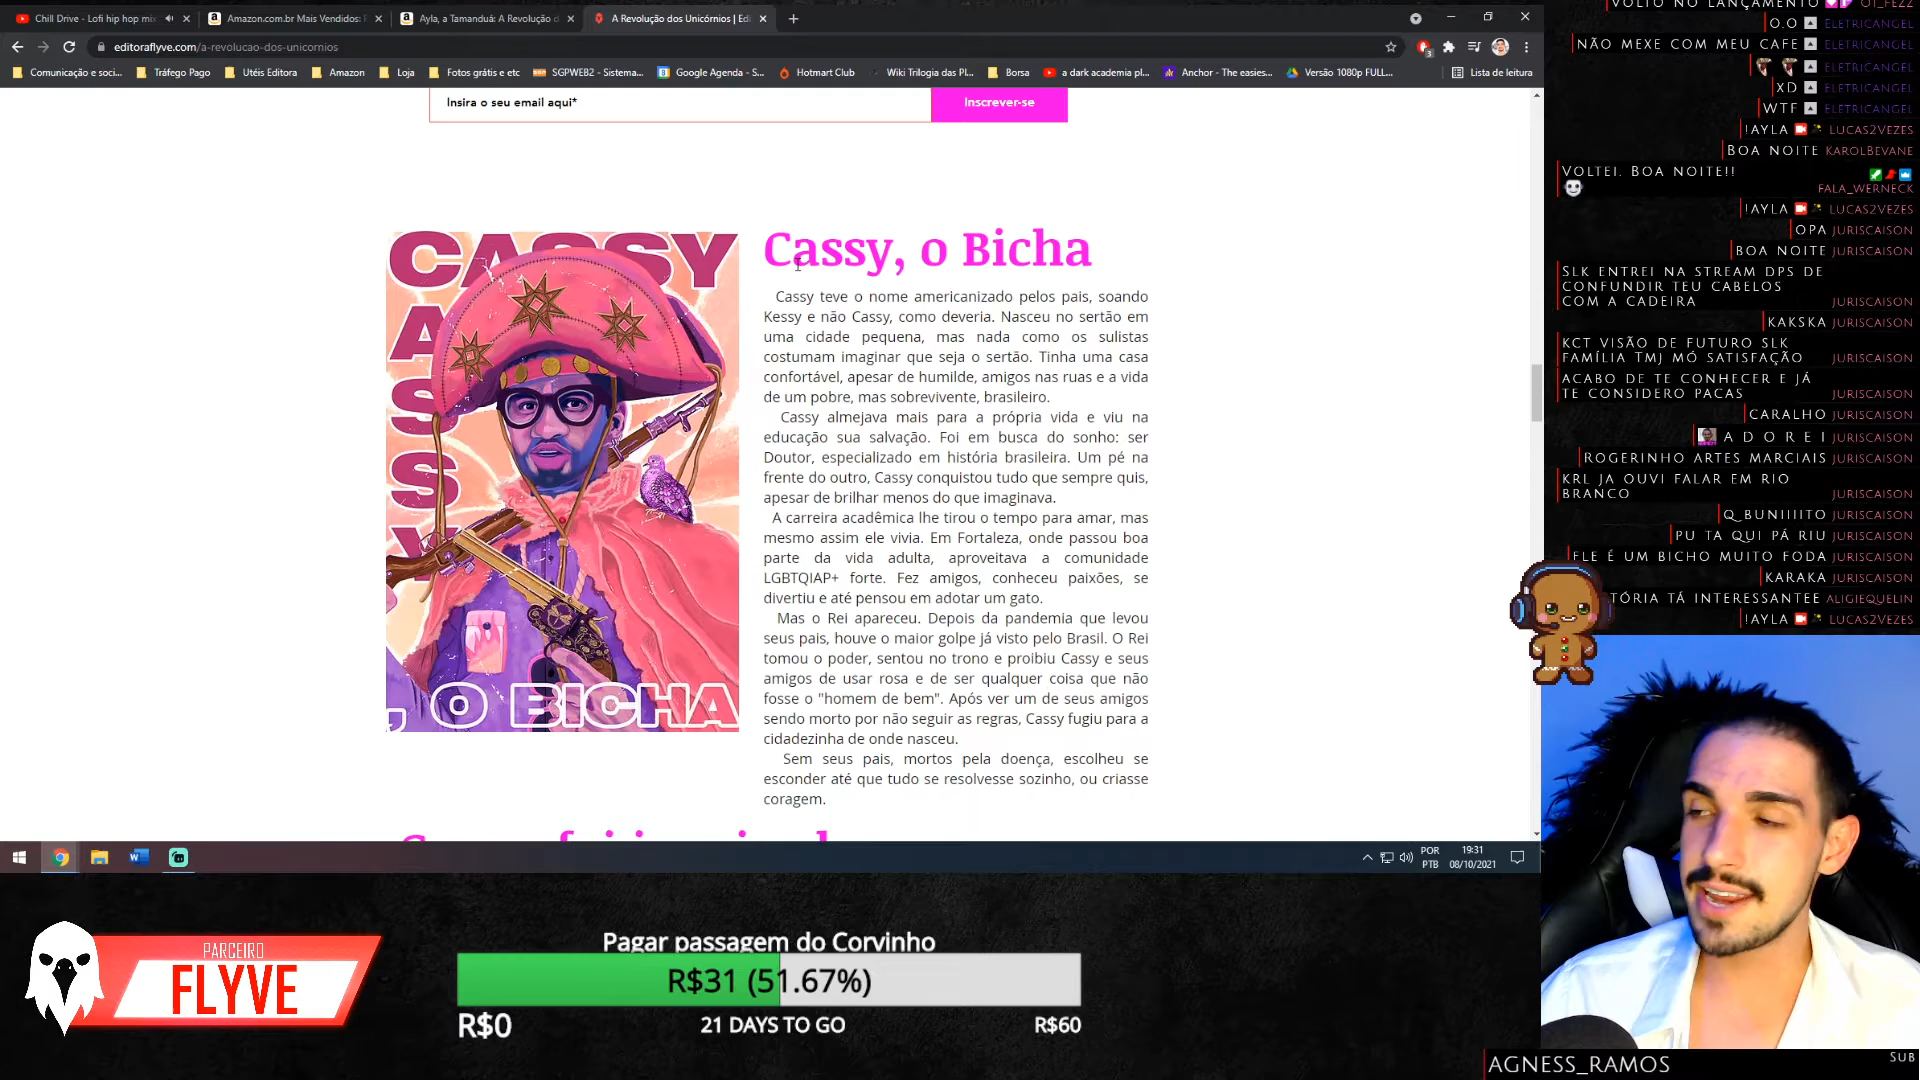 Chill Drive - Lofi hip hop mix
Amazon.com.br Mais Vendidos:
Ayla, a Tamanduá: A Revolução d
A Revolução dos Unicórnios | Edi
editoraflyve.com/a-revolucao-dos-unicornios
3
Comunicação e soci...
Tráfego Pago
Utéis Editora
Amazon
Loja
Fotos grátis e etc
SGPWEB2 - Sistema...
Google Agenda - S...
Hotmart Club
Wiki Trilogia das Pl...
Borsa
a dark academia pl...
Anchor - The easies...
Versão 1080p FULL...
Lista de leitura
Insira o seu email aqui*
Inscrever-se
CASSY
A
S
S
Y
, O BICHA
Cassy, o Bicha
Cassy teve o nome americanizado pelos pais, soando
Kessy e não Cassy, como deveria. Nasceu no sertão em
uma cidade pequena, mas nada como os sulistas
costumam imaginar que seja o sertão. Tinha uma casa
confortável, apesar de humilde, amigos nas ruas e a vida
de um pobre, mas sobrevivente, brasileiro.
Cassy almejava mais para a própria vida e viu na
educação sua salvação. Foi em busca do sonho: ser
Doutor, especializado em história brasileira. Um pé na
frente do outro, Cassy conquistou tudo que sempre quis,
apesar de brilhar menos do que imaginava.
A carreira acadêmica lhe tirou o tempo para amar, mas
mesmo assim ele vivia. Em Fortaleza, onde passou boa
parte da vida adulta, aproveitava a comunidade
LGBTQIAP+ forte. Fez amigos, conheceu paixões, se
divertiu e até pensou em adotar um gato.
Mas o Rei apareceu. Depois da pandemia que levou
seus pais, houve o maior golpe já visto pelo Brasil. O Rei
tomou o poder, sentou no trono e proibiu Cassy e seus
amigos de usar rosa e de ser qualquer coisa que não
fosse o "homem de bem". Após ver um de seus amigos
sendo morto por não seguir as regras, Cassy fugiu para a
cidadezinha de onde nasceu.
Sem seus pais, mortos pela doença, escolheu se
esconder até que tudo se resolvesse sozinho, ou criasse
coragem.
POR
PTB
19:31
08/10/2021
VOLTO NO LANÇAMENTO OT_FEZZ
O.O ELETRICANGEL
NÃO MEXE COM MEU CAFE ELETRICANGEL
ELETRICANGEL
XD ELETRICANGEL
WTF ELETRICANGEL
!AYLA LUCAS2VEZES
BOA NOITE KAROLBEVANE
VOLTEI. BOA NOITE!!
FALA_WERNECK
!AYLA LUCAS2VEZES
OPA JURISCAISON
BOA NOITE JURISCAISON
SLK ENTREI NA STREAM DPS DE
CONFUNDIR TEU CABELOS
COM A CADEIRA JURISCAISON
KAKSKA JURISCAISON
KCT VISÃO DE FUTURO SLK
FAMÍLIA TMJ MÓ SATISFAÇÃO JURISCAISON
ACABO DE TE CONHECER E JÁ
TE CONSIDERO PACAS JURISCAISON
CARALHO JURISCAISON
A D O R E I JURISCAISON
ROGERINHO ARTES MARCIAIS JURISCAISON
KRL JA OUVI FALAR EM RIO
BRANCO JURISCAISON
Q_BUNIIIITO JURISCAISON
PU TA QUI PÁ RIU JURISCAISON
ELE É UM BICHO MUITO FODA JURISCAISON
KARAKA JURISCAISON
TÓRIA TÁ INTERESSANTEE ALIGIEQUELIN
!AYLA LUCAS2VEZES
PARCEIRO
FLYVE
Pagar passagem do Corvinho
R$31 (51.67%)
R$0
21 DAYS TO GO
R$60
AGNESS_RAMOS
SUB